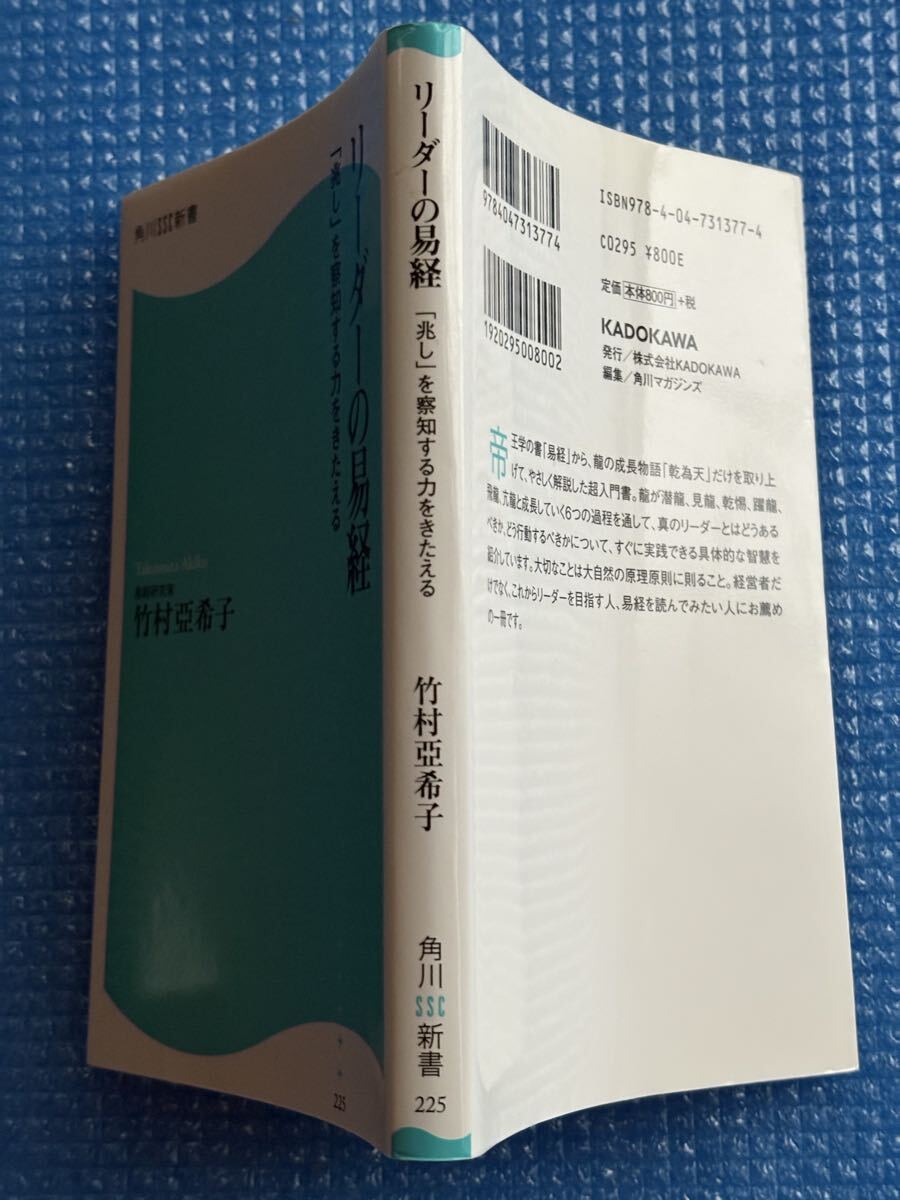 角川SSC新書
リーダーの易経
「兆し」を察知する力をきたえる
Takemura Akiko
易経研究家
竹村亞希子
225
リーダーの易経
「兆し」を察知する力をきたえる
竹村亞希子
角川
SSC
新書
225
9784047313774
1920295008002
ISBN978-4-04-731377-4
C0295 ¥800E
定価 本体800円 +税
KADOKAWA
発行/株式会社KADOKAWA
編集/角川マガジンズ
帝王学の書「易経」から、龍の成長物語「乾為天」だけを取り上
げて、やさしく解説した超入門書。龍が潜龍、見龍、乾惕、躍龍、
飛龍、亢龍と成長していく6つの過程を通して、真のリーダーとはどうある
べきか、どう行動するべきかについて、すぐに実践できる具体的な智慧を
紹介しています。大切なことは大自然の原理原則に則ること。経営者だ
けでなく、これからリーダーを目指す人、易経を読んでみたい人にお薦め
の一冊です。